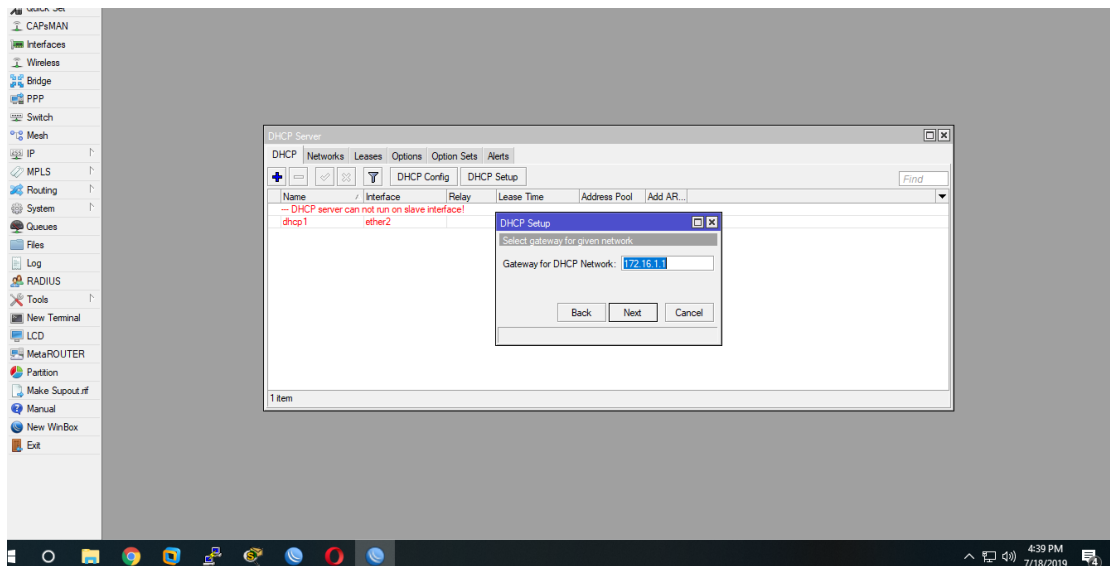 Quick Set
CAPsMAN
Interfaces
Wireless
Bridge
PPP
Switch
Mesh
IP
MPLS
Routing
System
Queues
Files
Log
RADIUS
Tools
New Terminal
LCD
MetaROUTER
Partition
Make Supout.rif
Manual
New WinBox
Exit
DHCP Server
DHCP Networks Leases Options Option Sets Alerts
DHCP Config DHCP Setup Find
Name / Interface Relay Lease Time Address Pool Add AR...
--- DHCP server can not run on slave interface!
dhcp1 ether2
DHCP Setup
Select gateway for given network
Gateway for DHCP Network: 172.16.1.1
Back Next Cancel
1 item
4:39 PM
7/18/2019
4